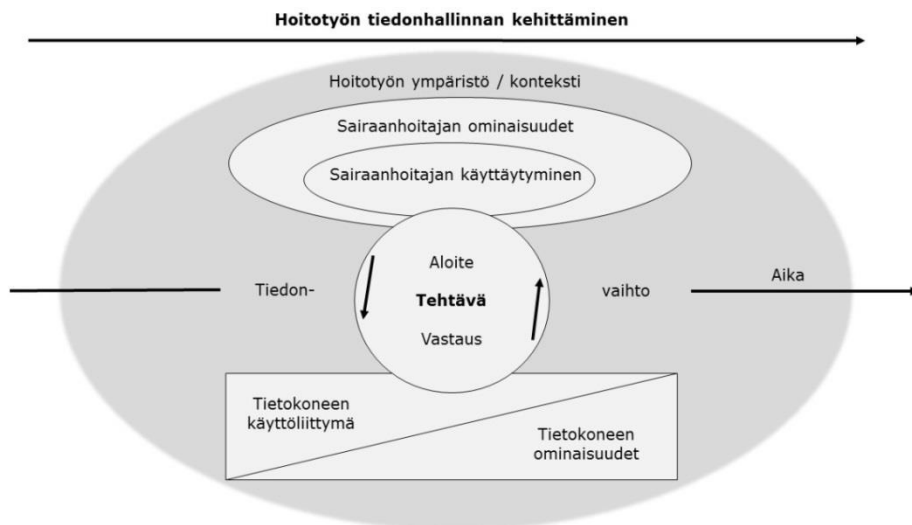 Hoitotyön tiedonhallinnan kehittäminen
Hoitotyön ympäristö / konteksti
Sairaanhoitajan ominaisuudet
Sairaanhoitajan käyttäytyminen
Aloite
Tiedon-
Tehtävä
vaihto
Aika
Vastaus
Tietokoneen
käyttöliittymä
Tietokoneen
ominaisuudet